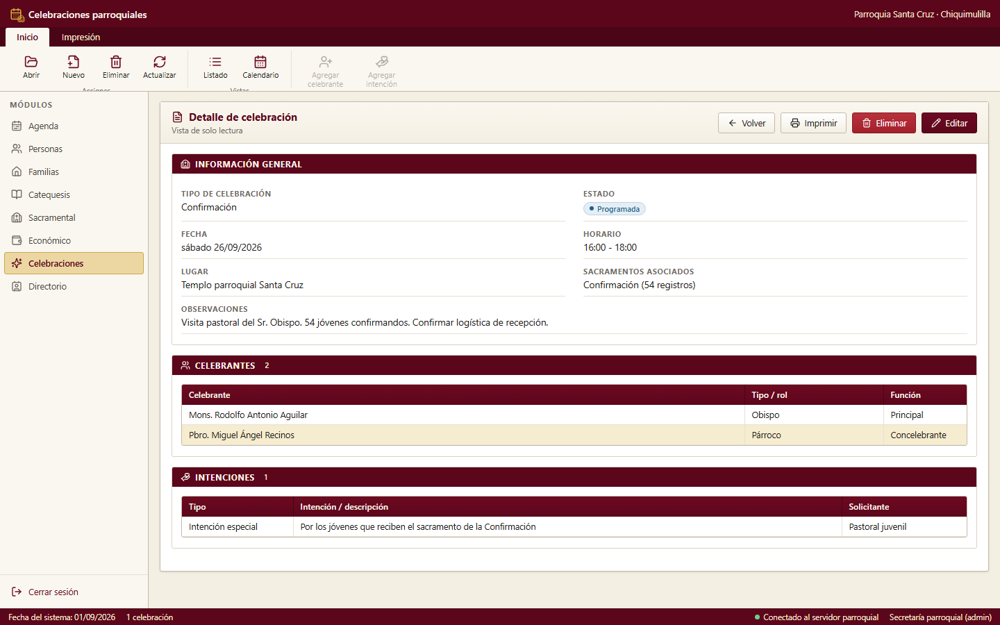 Celebraciones parroquiales
Parroquia Santa Cruz · Chiquimulilla
Inicio
Impresión
Abrir
Nuevo
Eliminar
Actualizar
Acciones
Listado
Calendario
Vistas
Agregar celebrante
Agregar intención
MÓDULOS
Agenda
Personas
Familias
Catequesis
Sacramental
Económico
Celebraciones
Directorio
Cerrar sesión
Detalle de celebración
Vista de solo lectura
Volver
Imprimir
Eliminar
Editar
INFORMACIÓN GENERAL
TIPO DE CELEBRACIÓN
Confirmación
ESTADO
Programada
FECHA
sábado 26/09/2026
HORARIO
16:00 - 18:00
LUGAR
Templo parroquial Santa Cruz
SACRAMENTOS ASOCIADOS
Confirmación (54 registros)
OBSERVACIONES
Visita pastoral del Sr. Obispo. 54 jóvenes confirmandos. Confirmar logística de recepción.
CELEBRANTES 2
Celebrante Tipo / rol Función
Mons. Rodolfo Antonio Aguilar Obispo Principal
Pbro. Miguel Ángel Recinos Párroco Concelebrante
INTENCIONES 1
Tipo Intención / descripción Solicitante
Intención especial Por los jóvenes que reciben el sacramento de la Confirmación Pastoral juvenil
Fecha del sistema: 01/09/2026
1 celebración
Conectado al servidor parroquial
Secretaría parroquial (admin)